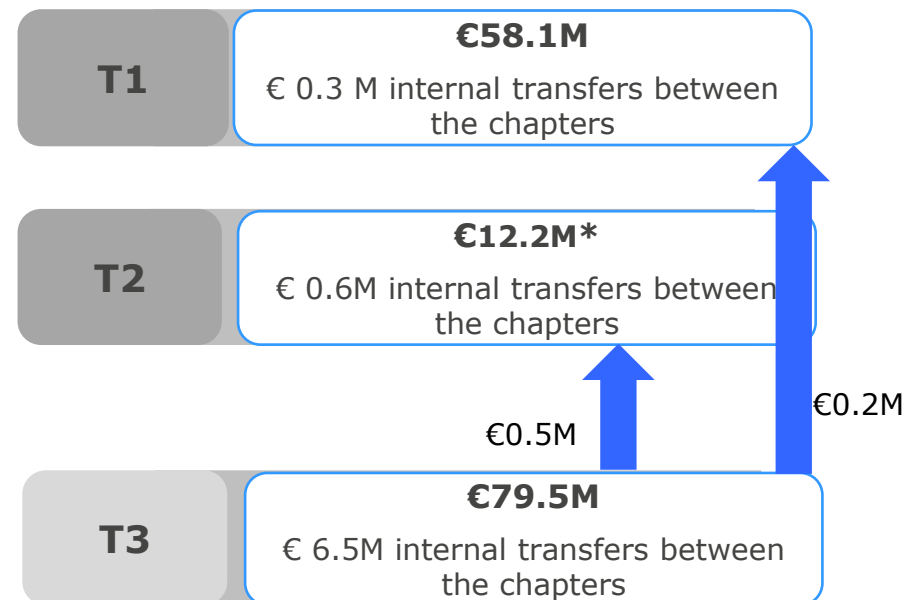 T1
€58.1M
€ 0.3 M internal transfers between
the chapters
T2
€12.2M*
€ 0.6M internal transfers between
the chapters
€0.2M
€0.5M
T3
€79.5M
€ 6.5M internal transfers between
the chapters